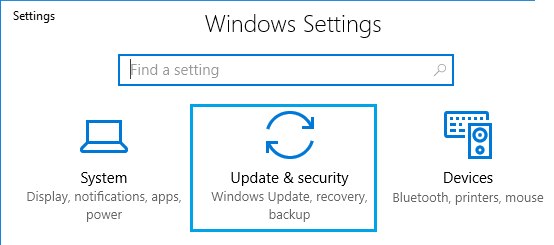 Settings
Windows Settings
Find a setting
System
Display, notifications, apps,
power
Update & security
Windows Update, recovery,
backup
Devices
Bluetooth, printers, mouse